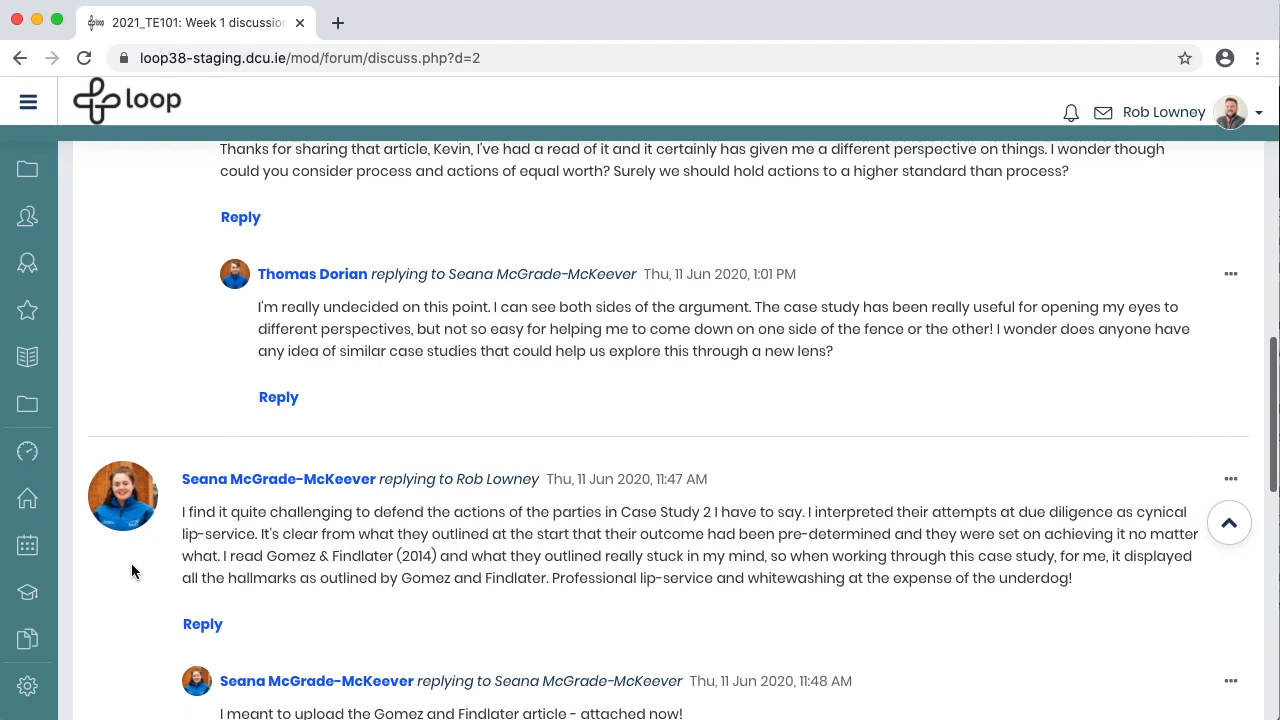 loop
2021_TE101: Week 1 discussion
loop38-staging.dcu.ie/mod/forum/discuss.php?d=2
loop
Rob Lowney
Thanks for sharing that article, Kevin, I've had a read of it and it certainly has given me a different perspective on things. I wonder though
could you consider process and actions of equal worth? Surely we should hold actions to a higher standard than process?
Reply
Thomas Dorian replying to Seana McGrade-McKeever Thu, 11 Jun 2020, 1:01 PM
I'm really undecided on this point. I can see both sides of the argument. The case study has been really useful for opening my eyes to
different perspectives, but not so easy for helping me to come down on one side of the fence or the other! I wonder does anyone have
any idea of similar case studies that could help us explore this through a new lens?
Reply
Seana McGrade-McKeever replying to Rob Lowney Thu, 11 Jun 2020, 11:47 AM
I find it quite challenging to defend the actions of the parties in Case Study 2 I have to say. I interpreted their attempts at due diligence as cynical
lip-service. It's clear from what they outlined at the start that their outcome had been pre-determined and they were set on achieving it no matter
what. I read Gomez & Findlater (2014) and what they outlined really stuck in my mind, so when working through this case study, for me, it displayed
all the hallmarks as outlined by Gomez and Findlater. Professional lip-service and whitewashing at the expense of the underdog!
Reply
Seana McGrade-McKeever replying to Seana McGrade-McKeever Thu, 11 Jun 2020, 11:48 AM
I meant to upload the Gomez and Findlater article - attached now!